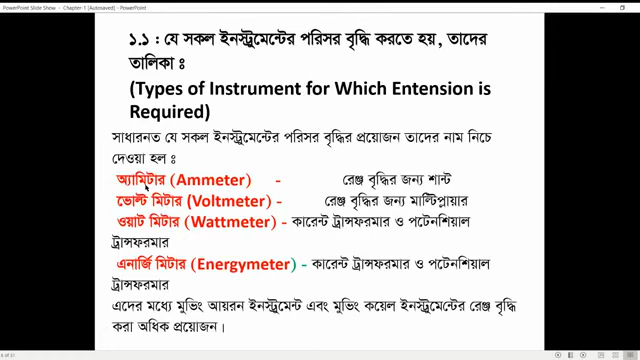 PowerPoint Slide Show - Chapter-1 [Autosaved] - PowerPoint
১.১ : যে সকল ইনস্ট্রুমেন্টের পরিসর বৃদ্ধি করতে হয়, তাদের
তালিকা ঃ
(Types of Instrument for Which Entension is
Required)
সাধারনত যে সকল ইনস্ট্রুমেন্টের পরিসর বৃদ্ধির প্রয়োজন তাদের নাম নিচে
দেওয়া হল ঃ
অ্যামিটার (Ammeter) - রেঞ্জ বৃদ্ধির জন্য শান্ট
ভোল্ট মিটার (Voltmeter) - রেঞ্জ বৃদ্ধির জন্য মাল্টিপ্লায়ার
ওয়াট মিটার (Wattmeter) - কারেন্ট ট্রান্সফরমার ও পটেনশিয়াল
ট্রান্সফরমার
এনার্জি মিটার (Energymeter) - কারেন্ট ট্রান্সফরমার ও পটেনশিয়াল
ট্রান্সফরমার
এদের মধ্যে মুভিং আয়রন ইনস্ট্রুমেন্ট এবং মুভিং কয়েল ইনস্ট্রুমেন্টের রেঞ্জ বৃদ্ধি
করা অধিক প্রয়োজন।